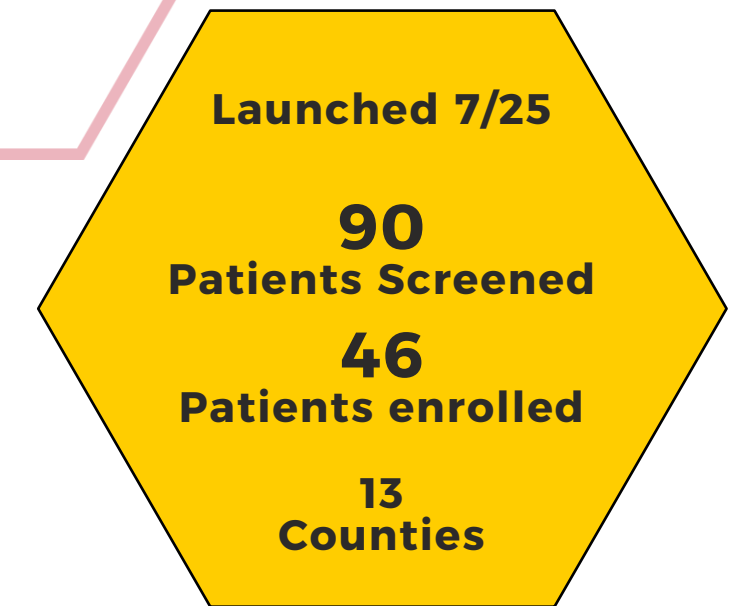 Launched 7/25
90
Patients Screened
46
Patients enrolled
13
Counties